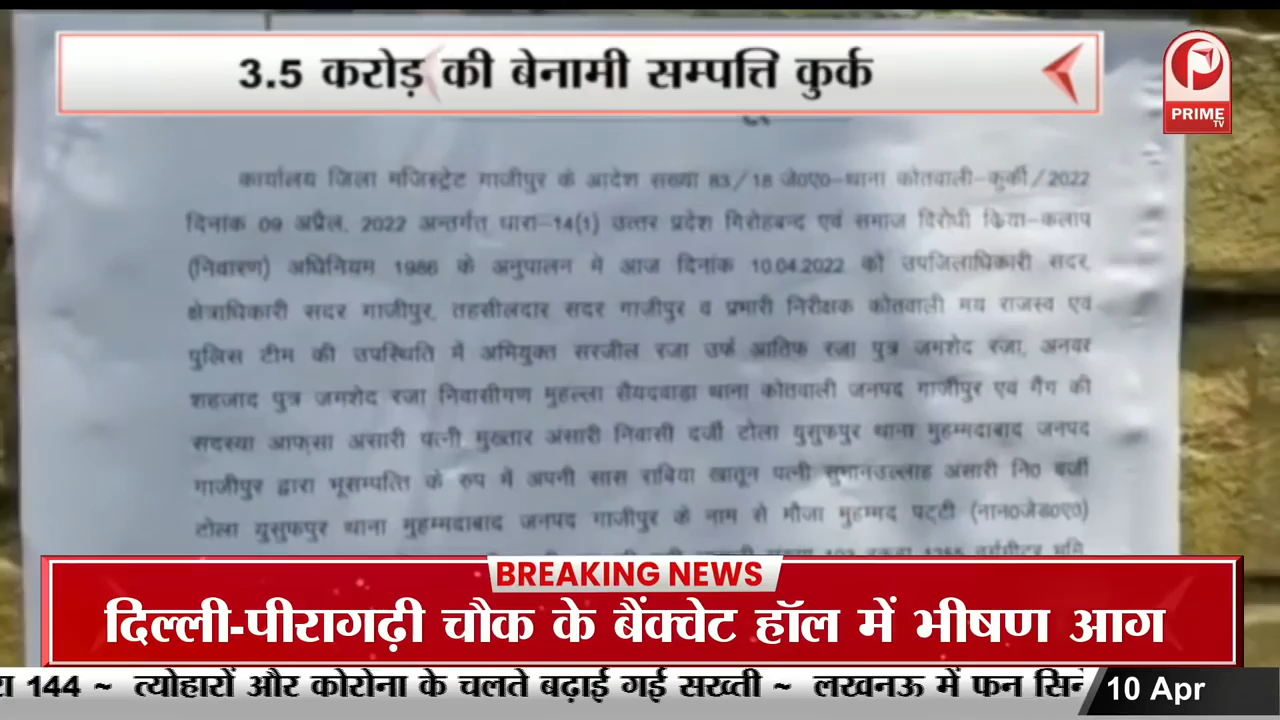 3.5 करोड़ की बेनामी सम्पत्ति कुर्क
PRIME
TV
कार्यालय जिला मजिस्ट्रेट गाजीपुर के आदेश संख्या 83/18 जे0ए0-थाना कोतवाली-कुर्की/2022
दिनांक 09 अप्रैल, 2022 अन्तर्गत धारा-14(1) उत्तर प्रदेश गिरोहबन्द एवं समाज विरोधी क्रिया-कलाप
(निवारण) अधिनियम 1986 के अनुपालन में आज दिनांक 10.04.2022 को उपजिलाधिकारी सदर,
क्षेत्राधिकारी सदर गाजीपुर, तहसीलदार सदर गाजीपुर व प्रभारी निरीक्षक कोतवाली मय राजस्व एवं
पुलिस टीम की उपस्थिति में अभियुक्त सरजील रजा उर्फ आतिफ रजा पुत्र जमशेद रजा, अनवर
शहजाद पुत्र जमशेद रजा निवासीगण मुहल्ला सैयदवाड़ा थाना कोतवाली जनपद गाजीपुर एवं गैंग की
सदस्या आफ्सा अंसारी पत्नी मुख्तार अंसारी निवासी दर्जी टोला युसुफपुर थाना मुहम्मदाबाद जनपद
गाजीपुर द्वारा भूसम्पत्ति के रुप में अपनी सास राबिया खातून पत्नी सुभानउल्लाह अंसारी नि0 दर्जी
टोला युसुफपुर थाना मुहम्मदाबाद जनपद गाजीपुर के नाम से मौजा मुहम्मद पट्टी (नान0जेड0ए0)
BREAKING NEWS
दिल्ली-पीरागढ़ी चौक के बैंक्वेट हॉल में भीषण आग
144 ~ त्योहारों और कोरोना के चलते बढ़ाई गई सख्ती ~ लखनऊ में फन
10 Apr